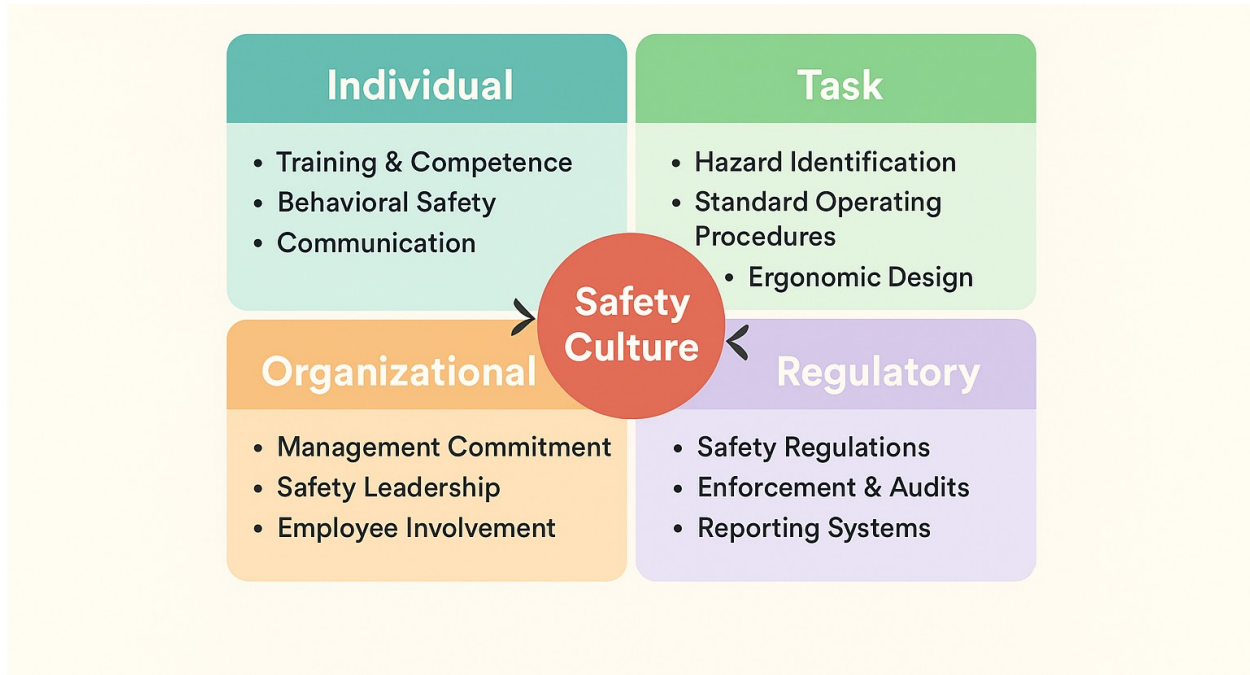 Individual
• Training & Competence
• Behavioral Safety
• Communication
Task
• Hazard Identification
• Standard Operating
Procedures
• Ergonomic Design
Safety
Culture
Organizational
• Management Commitment
• Safety Leadership
• Employee Involvement
Regulatory
• Safety Regulations
• Enforcement & Audits
• Reporting Systems